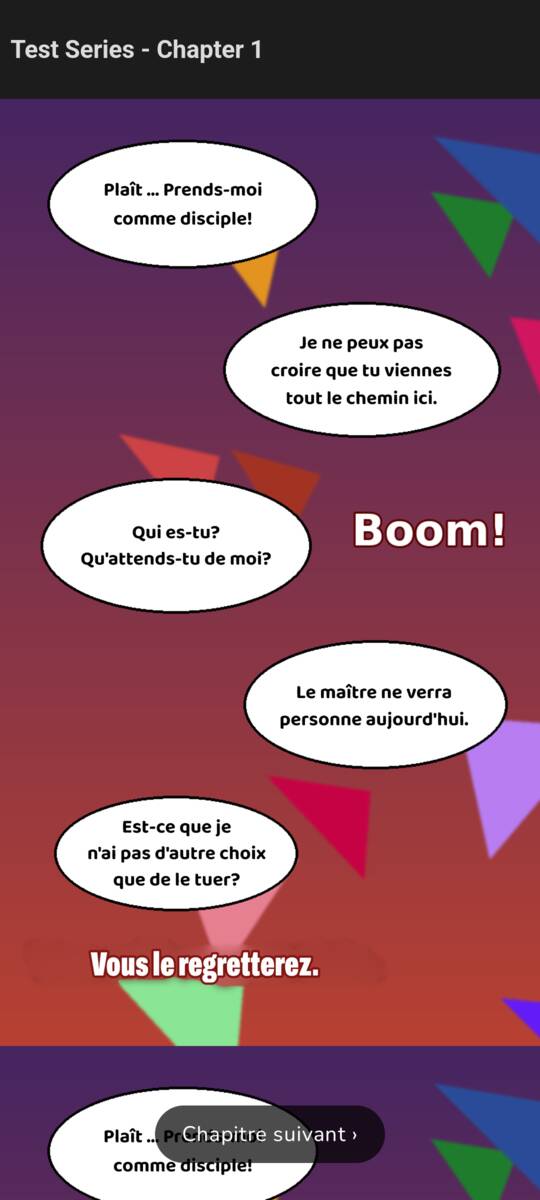 Test Series - Chapter 1
Plaît ... Prends-moi
comme disciple!
Je ne peux pas
croire que tu viennes
tout le chemin ici.
Qui es-tu?
Qu'attends-tu de moi?
Boom!
Le maître ne verra
personne aujourd'hui.
Est-ce que je
n'ai pas d'autre choix
que de le tuer?
Vous le regretterez.
Plaît ...
Chapitre suivant ›
comme disciple!